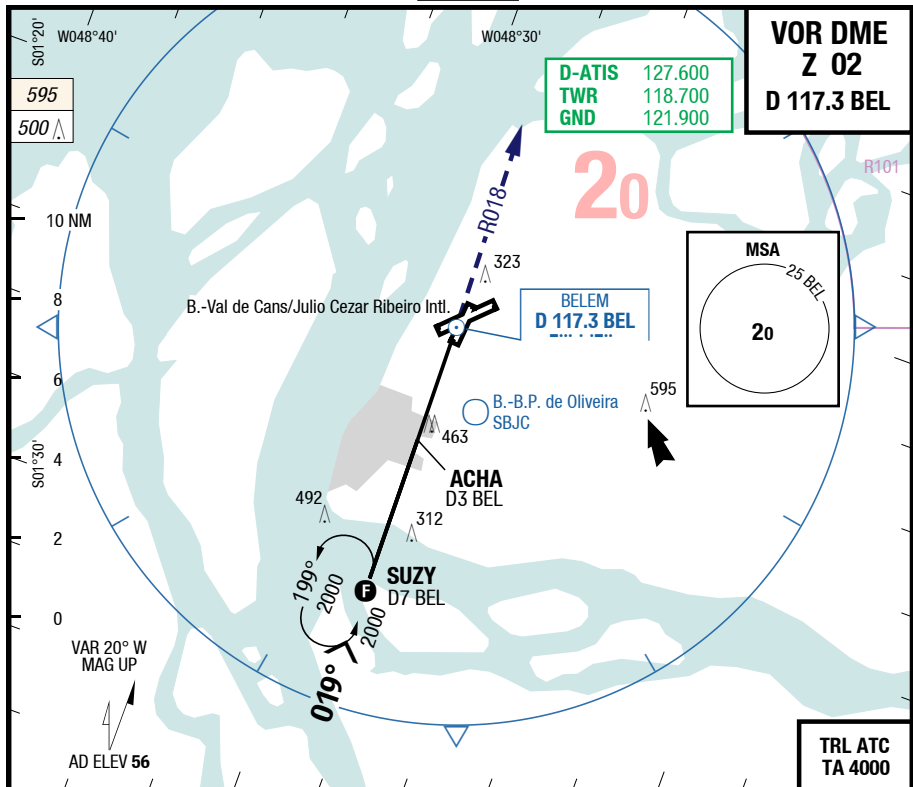 S01°20'
W048°40'
W048°30'
VOR DME
Z 02
D 117.3 BEL
D-ATIS 127.600
TWR 118.700
GND 121.900
595
500
R101
20
R018
10 NM
MSA
25 BEL
20
323
8
B.-Val de Cans/Julio Cezar Ribeiro Intl.
BELEM
D 117.3 BEL
6
595
B.-B.P. de Oliveira
SBJC
463
4
S01°30'
ACHA
D3 BEL
492
312
2
SUZY
D7 BEL
F
199°
2000
0
2000
019°
VAR 20° W
MAG UP
AD ELEV 56
TRL ATC
TA 4000